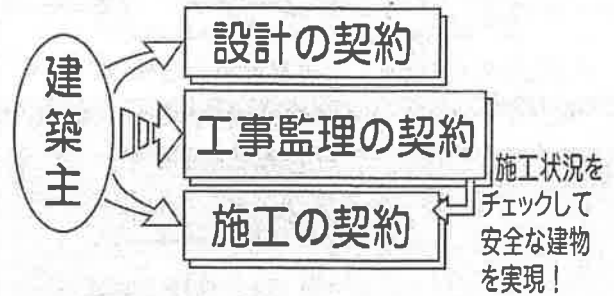 建築主
設計の契約
工事監理の契約
施工の契約
施工状況を
チェックして
安全な建物
を実現！